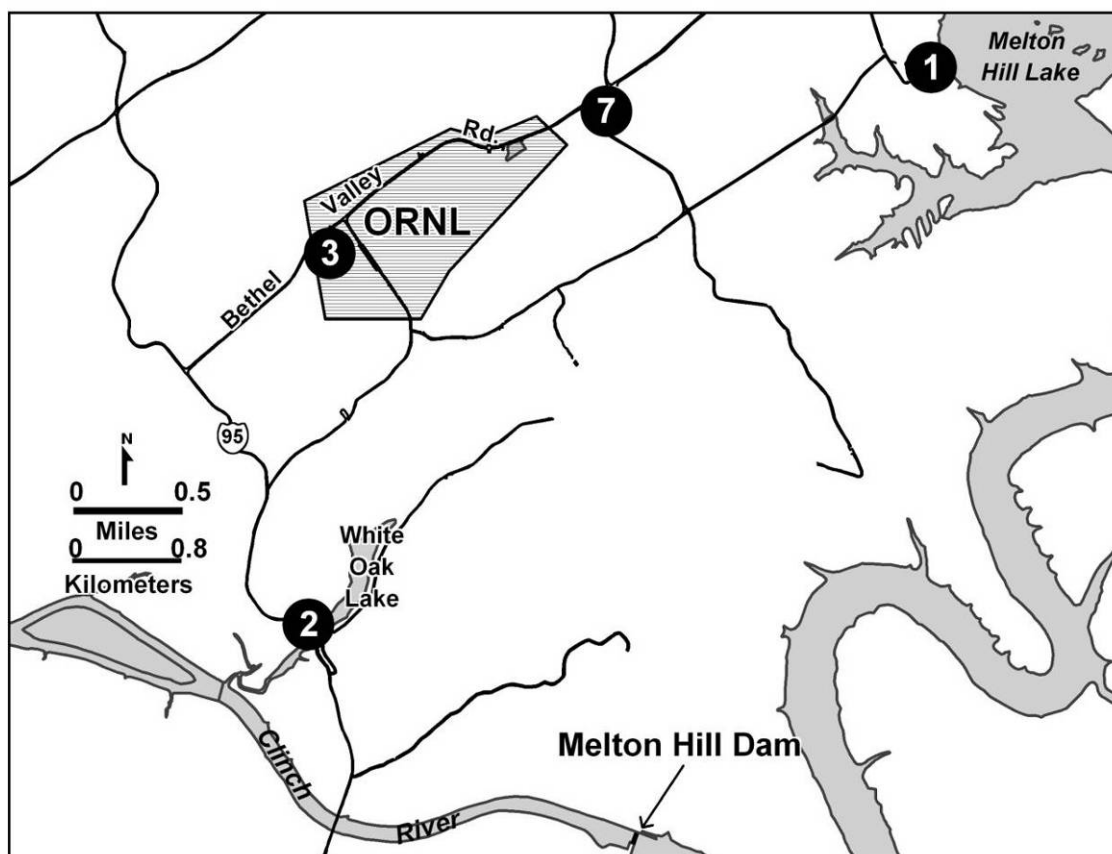 Melton
Hill Lake
1
7
Rd.
Valley
ORNL
3
Bethel
95
N
0 0.5
Miles
0 0.8
Kilometers
White
Oak
Lake
2
Clinch
River
Melton Hill Dam